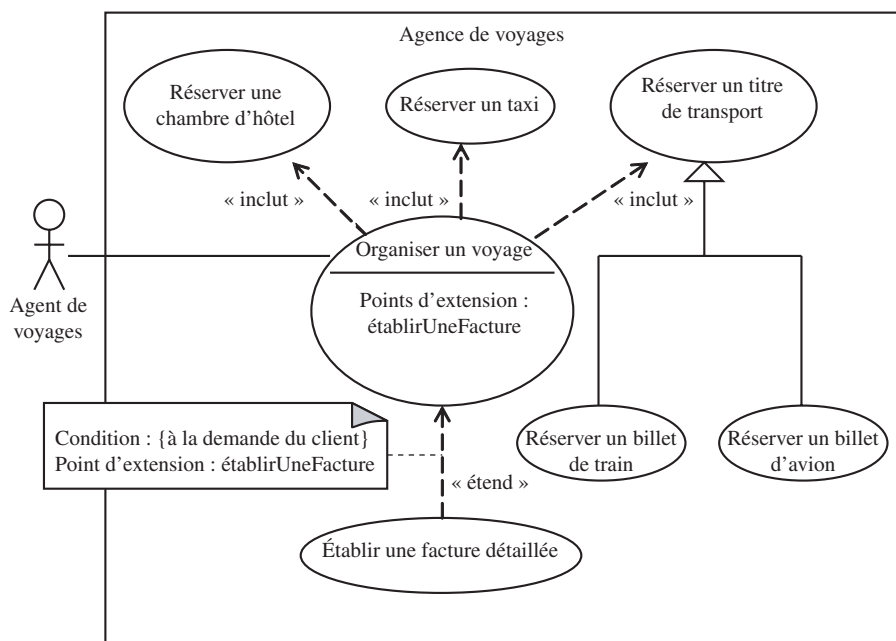 Agence de voyages
Réserver une
chambre d’hôtel
Réserver un taxi
Réserver un titre
de transport
« inclut »
« inclut »
« inclut »
Organiser un voyage
Points d’extension :
établirUneFacture
Agent de
voyages
Condition : {à la demande du client}
Point d’extension : établirUneFacture
Réserver un billet
de train
Réserver un billet
d’avion
« étend »
Établir une facture détaillée